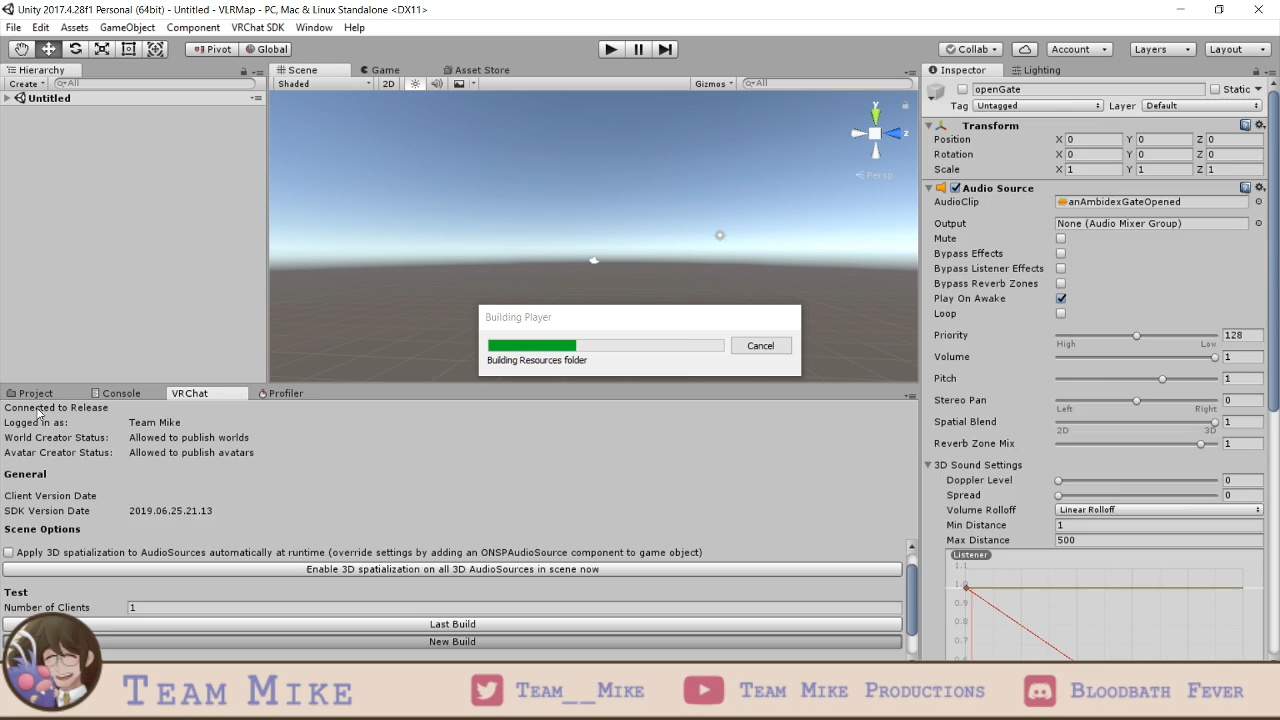 Unity 2017.4.28f1 Personal (64bit) - Untitled - VLRMap - PC, Mac & Linux Standalone <DX11>
File Edit Assets GameObject Component VRChat SDK Window Help
Pivot Global Collab Account Layers Layout
Hierarchy Scene Game Asset Store Inspector Lighting
Create All Shaded 2D Gizmos All
Untitled
openGate Static
Tag Untagged Layer Default
y
z
Persp
Transform
Position X 0 Y 0 Z 0
Rotation X 0 Y 0 Z 0
Scale X 1 Y 1 Z 1
Audio Source
AudioClip anAmbidexGateOpened
Output None (Audio Mixer Group)
Mute
Bypass Effects
Bypass Listener Effects
Bypass Reverb Zones
Play On Awake
Loop
Priority 128
High Low
Volume 1
Pitch 1
Stereo Pan 0
Left Right
Spatial Blend 1
2D 3D
Reverb Zone Mix 1
3D Sound Settings
Doppler Level 0
Spread 0
Volume Rolloff Linear Rolloff
Min Distance 1
Max Distance 500
Listener
1.1
1.0
0.9
0.8
0.7
Building Player
Cancel
Building Resources folder
Project Console VRChat Profiler
Connected to Release
Logged in as: Team Mike
World Creator Status: Allowed to publish worlds
Avatar Creator Status: Allowed to publish avatars
General
Client Version Date
SDK Version Date 2019.06.25.21.13
Scene Options
Apply 3D spatialization to AudioSources automatically at runtime (override settings by adding an ONSPAudioSource component to game object)
Enable 3D spatialization on all 3D AudioSources in scene now
Test
Number of Clients 1
Last Build
New Build
Team Mike Team__Mike Team Mike Productions Bloodbath Fever